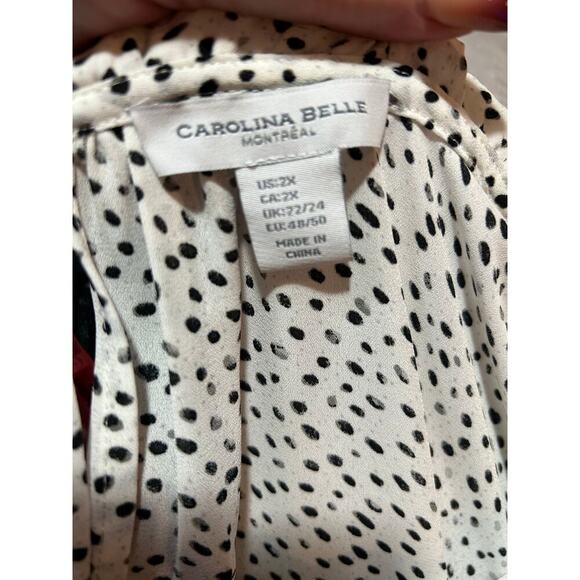 CAROLINA BELLE
MONTRÉAL
US:2X
CA:2X
UK:22/24
EU:48/50
MADE IN
CHINA